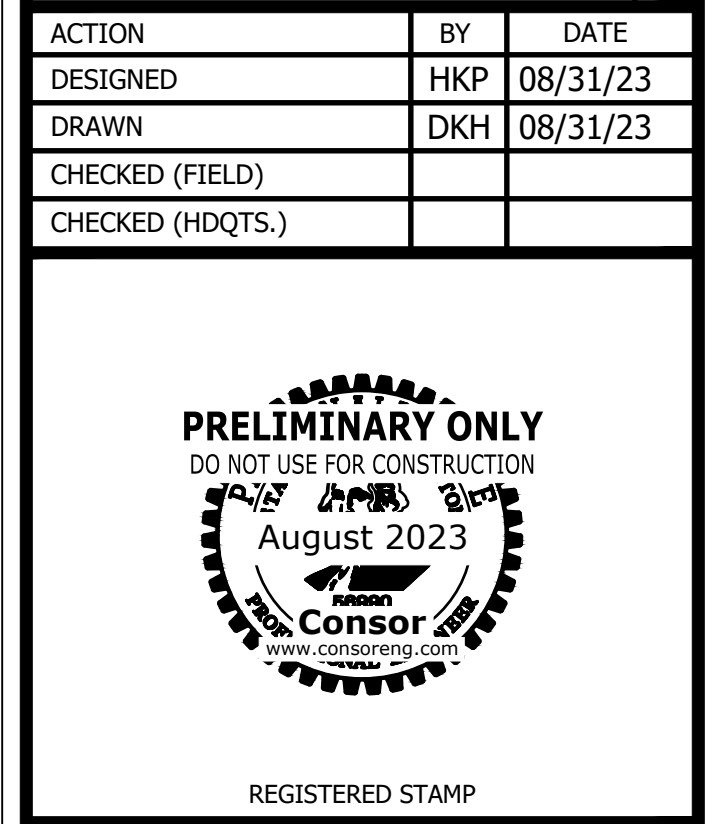 ACTION BY DATE
DESIGNED HKP 08/31/23
DRAWN DKH 08/31/23
CHECKED (FIELD)
CHECKED (HDQTS.)
PRELIMINARY ONLY
DO NOT USE FOR CONSTRUCTION
August 2023
Consor
www.consoreng.com
REGISTERED STAMP